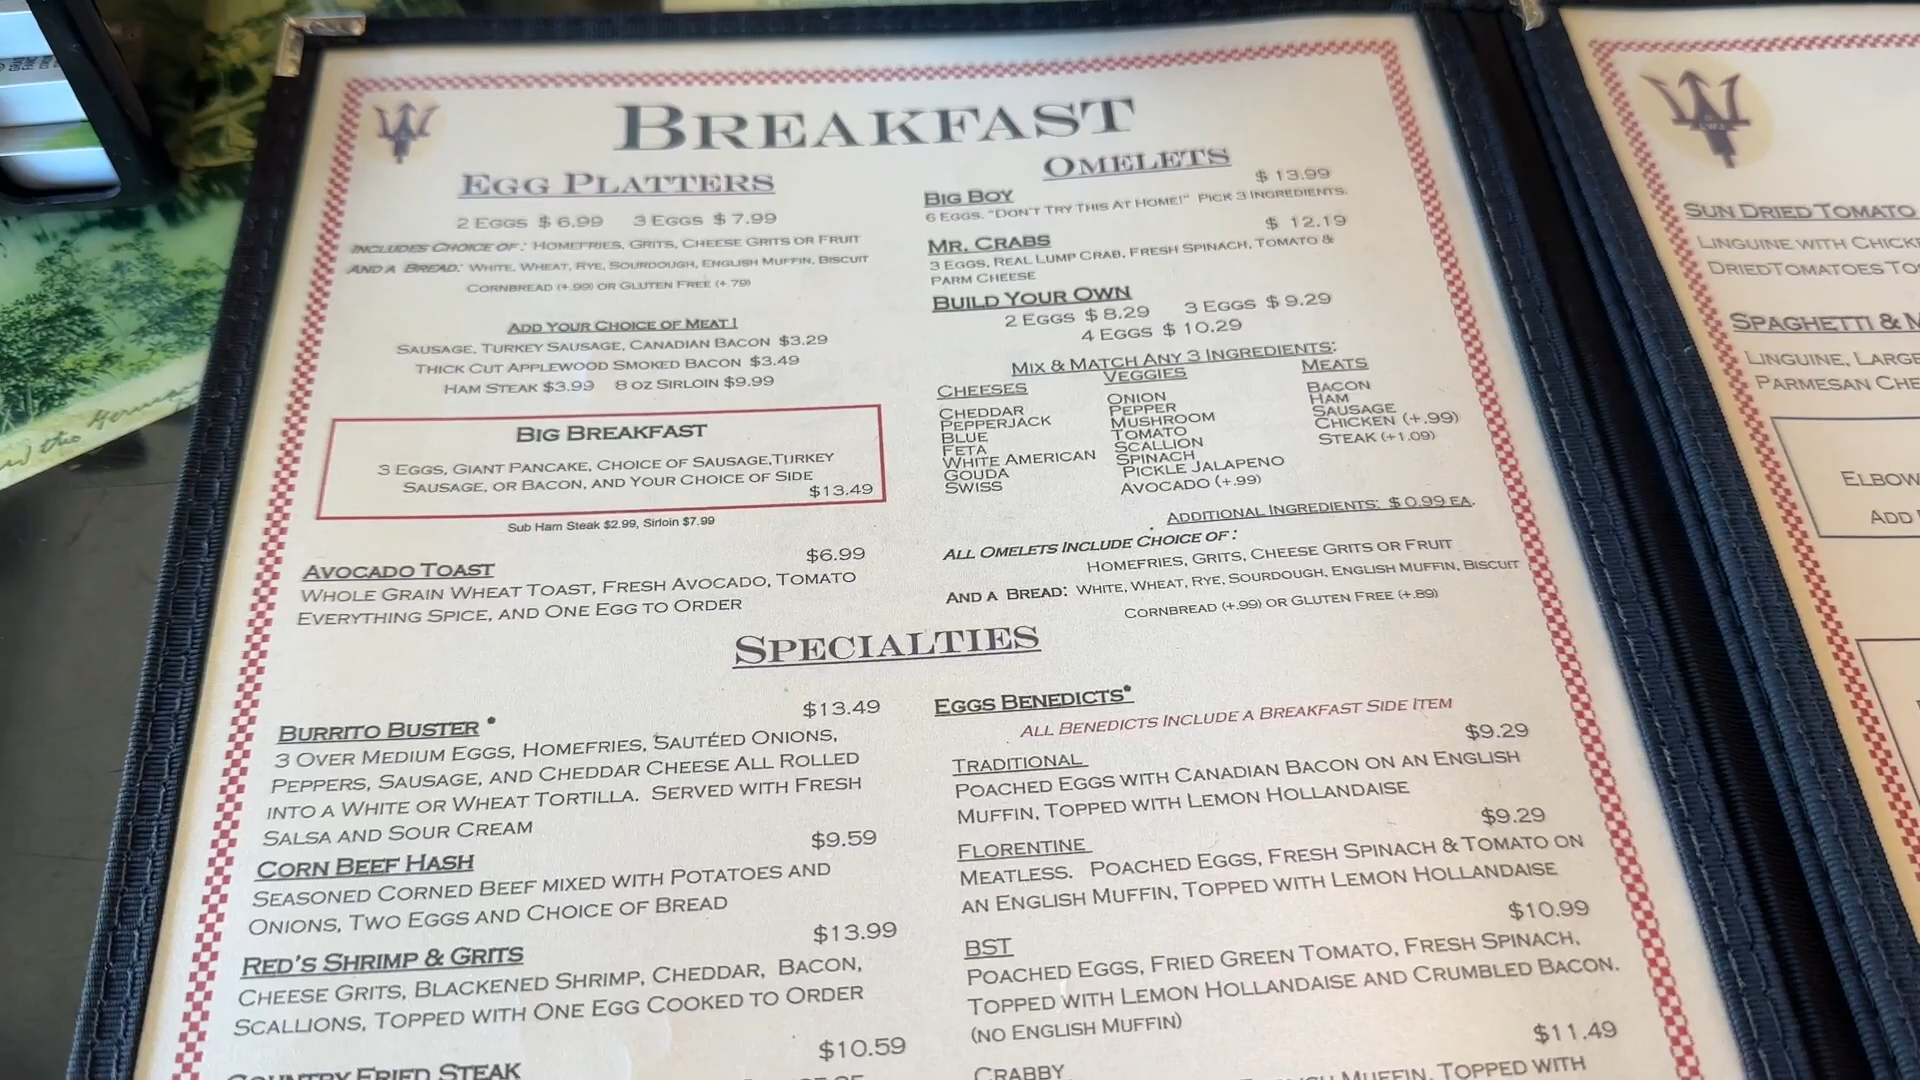 BREAKFAST
EGG PLATTERS
2 EGGS $ 6.99 3 EGGS $ 7.99
INCLUDES CHOICE OF: HOMEFRIES, GRITS, CHEESE GRITS OR FRUIT
AND A BREAD: WHITE, WHEAT, RYE, SOURDOUGH, ENGLISH MUFFIN, BISCUIT
CORNBREAD (+.99) OR GLUTEN FREE (+.79)
ADD YOUR CHOICE OF MEAT!
SAUSAGE, TURKEY SAUSAGE, CANADIAN BACON $3.29
THICK CUT APPLEWOOD SMOKED BACON $3.49
HAM STEAK $3.99 8 OZ SIRLOIN $9.99
BIG BREAKFAST
3 EGGS, GIANT PANCAKE, CHOICE OF SAUSAGE,TURKEY
SAUSAGE, OR BACON, AND YOUR CHOICE OF SIDE
$13.49
Sub Ham Steak $2.99, Sirloin $7.99
$6.99
AVOCADO TOAST
WHOLE GRAIN WHEAT TOAST, FRESH AVOCADO, TOMATO
EVERYTHING SPICE, AND ONE EGG TO ORDER
OMELETS
$ 13.99
BIG BOY
6 EGGS, "DON'T TRY THIS AT HOME!" PICK 3 INGREDIENTS.
$ 12.19
MR. CRABS
3 EGGS, REAL LUMP CRAB, FRESH SPINACH, TOMATO &
PARM CHEESE
BUILD YOUR OWN
2 EGGS $ 8.29 3 EGGS $ 9.29
4 EGGS $ 10.29
MIX & MATCH ANY 3 INGREDIENTS:
CHEESES
CHEDDAR
PEPPERJACK
BLUE
FETA
WHITE AMERICAN
GOUDA
SWISS
VEGGIES
ONION
PEPPER
MUSHROOM
TOMATO
SCALLION
SPINACH
PICKLE JALAPENO
AVOCADO (+.99)
MEATS
BACON
HAM
SAUSAGE
CHICKEN (+.99)
STEAK (+1.09)
ADDITIONAL INGREDIENTS: $ 0.99 EA.
ALL OMELETS INCLUDE CHOICE OF:
HOMEFRIES, GRITS, CHEESE GRITS OR FRUIT
AND A BREAD: WHITE, WHEAT, RYE, SOURDOUGH, ENGLISH MUFFIN, BISCUIT
CORNBREAD (+.99) OR GLUTEN FREE (+.89)
SPECIALTIES
$13.49
BURRITO BUSTER*
3 OVER MEDIUM EGGS, HOMEFRIES, SAUTÉED ONIONS,
PEPPERS, SAUSAGE, AND CHEDDAR CHEESE ALL ROLLED
INTO A WHITE OR WHEAT TORTILLA. SERVED WITH FRESH
SALSA AND SOUR CREAM
$9.59
CORN BEEF HASH
SEASONED CORNED BEEF MIXED WITH POTATOES AND
ONIONS, TWO EGGS AND CHOICE OF BREAD
$13.99
RED'S SHRIMP & GRITS
CHEESE GRITS, BLACKENED SHRIMP, CHEDDAR, BACON,
SCALLIONS, TOPPED WITH ONE EGG COOKED TO ORDER
$10.59
COUNTRY FRIED STEAK
EGGS BENEDICTS*
ALL BENEDICTS INCLUDE A BREAKFAST SIDE ITEM
$9.29
TRADITIONAL
POACHED EGGS WITH CANADIAN BACON ON AN ENGLISH
MUFFIN, TOPPED WITH LEMON HOLLANDAISE
$9.29
FLORENTINE
MEATLESS. POACHED EGGS, FRESH SPINACH & TOMATO ON
AN ENGLISH MUFFIN, TOPPED WITH LEMON HOLLANDAISE
$10.99
BST
POACHED EGGS, FRIED GREEN TOMATO, FRESH SPINACH,
TOPPED WITH LEMON HOLLANDAISE AND CRUMBLED BACON.
(NO ENGLISH MUFFIN)
$11.49
CRABBY
MUFFIN, TOPPED WITH
SUN DRIED TOMATO
LINGUINE WITH
DRIED TOMATOES
SPAGHETTI &
LINGUINE, LARGE
PARMESAN
ELBOW
ADD